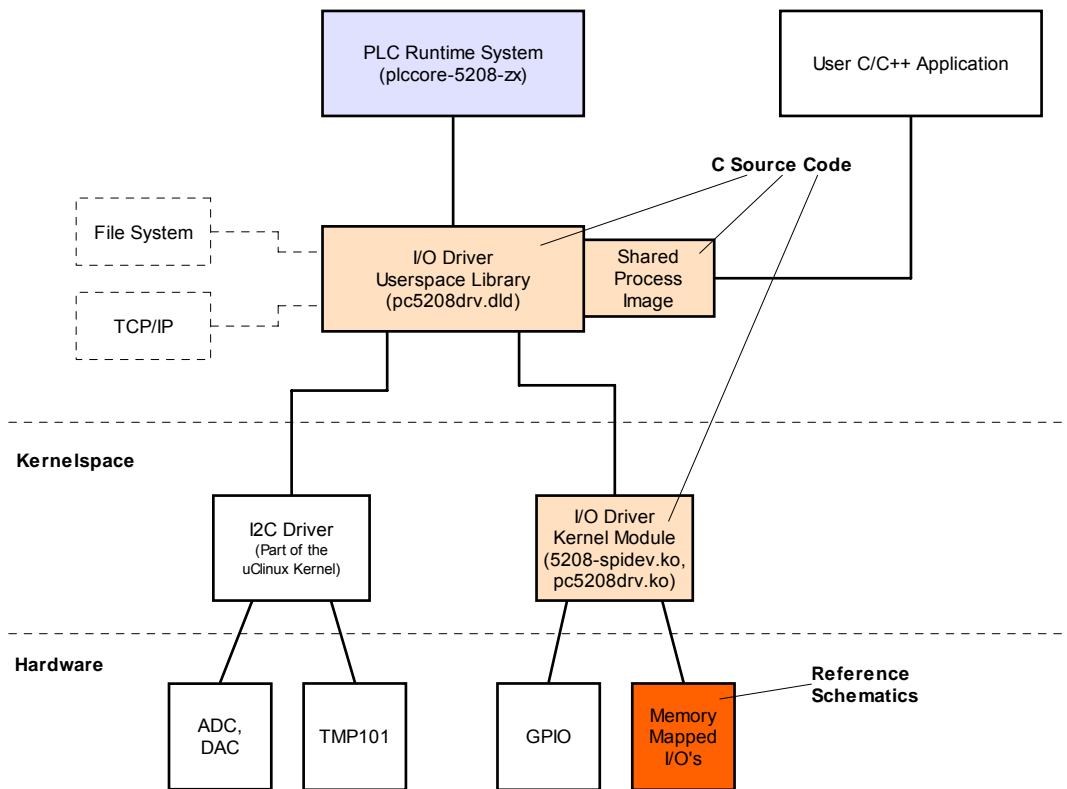 PLC Runtime System
(plccore-5208-zx)
User C/C++ Application
C Source Code
File System
TCP/IP
I/O Driver
Userspace Library
(pc5208drv.dld)
Shared
Process
Image
Kernelspace
I2C Driver
(Part of the
uClinux Kernel)
I/O Driver
Kernel Module
(5208-spidev.ko,
pc5208drv.ko)
Hardware
Reference
Schematics
ADC,
DAC
TMP101
GPIO
Memory
Mapped
I/O's